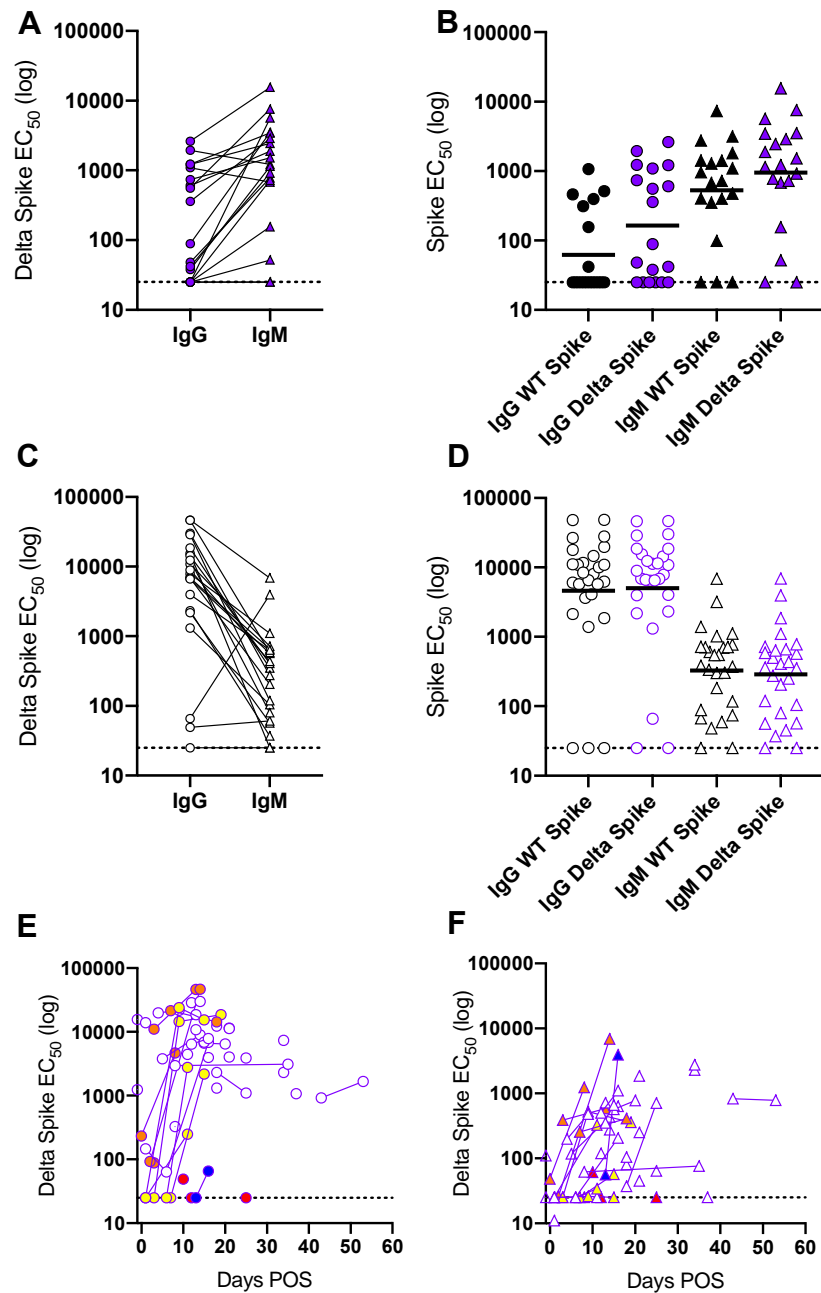 A
Delta Spike EC50 (log)
100000
10000
1000
100
10
IgG IgM
B
Spike EC50 (log)
100000
10000
1000
100
10
IgG WT Spike
IgG Delta Spike
IgM WT Spike
IgM Delta Spike
C
Delta Spike EC50 (log)
100000
10000
1000
100
10
IgG IgM
D
Spike EC50 (log)
100000
10000
1000
100
10
IgG WT Spike
IgG Delta Spike
IgM WT Spike
IgM Delta Spike
E
Delta Spike EC50 (log)
100000
10000
1000
100
10
0 10 20 30 40 50 60
Days POS
F
Delta Spike EC50 (log)
100000
10000
1000
100
10
0 10 20 30 40 50 60
Days POS